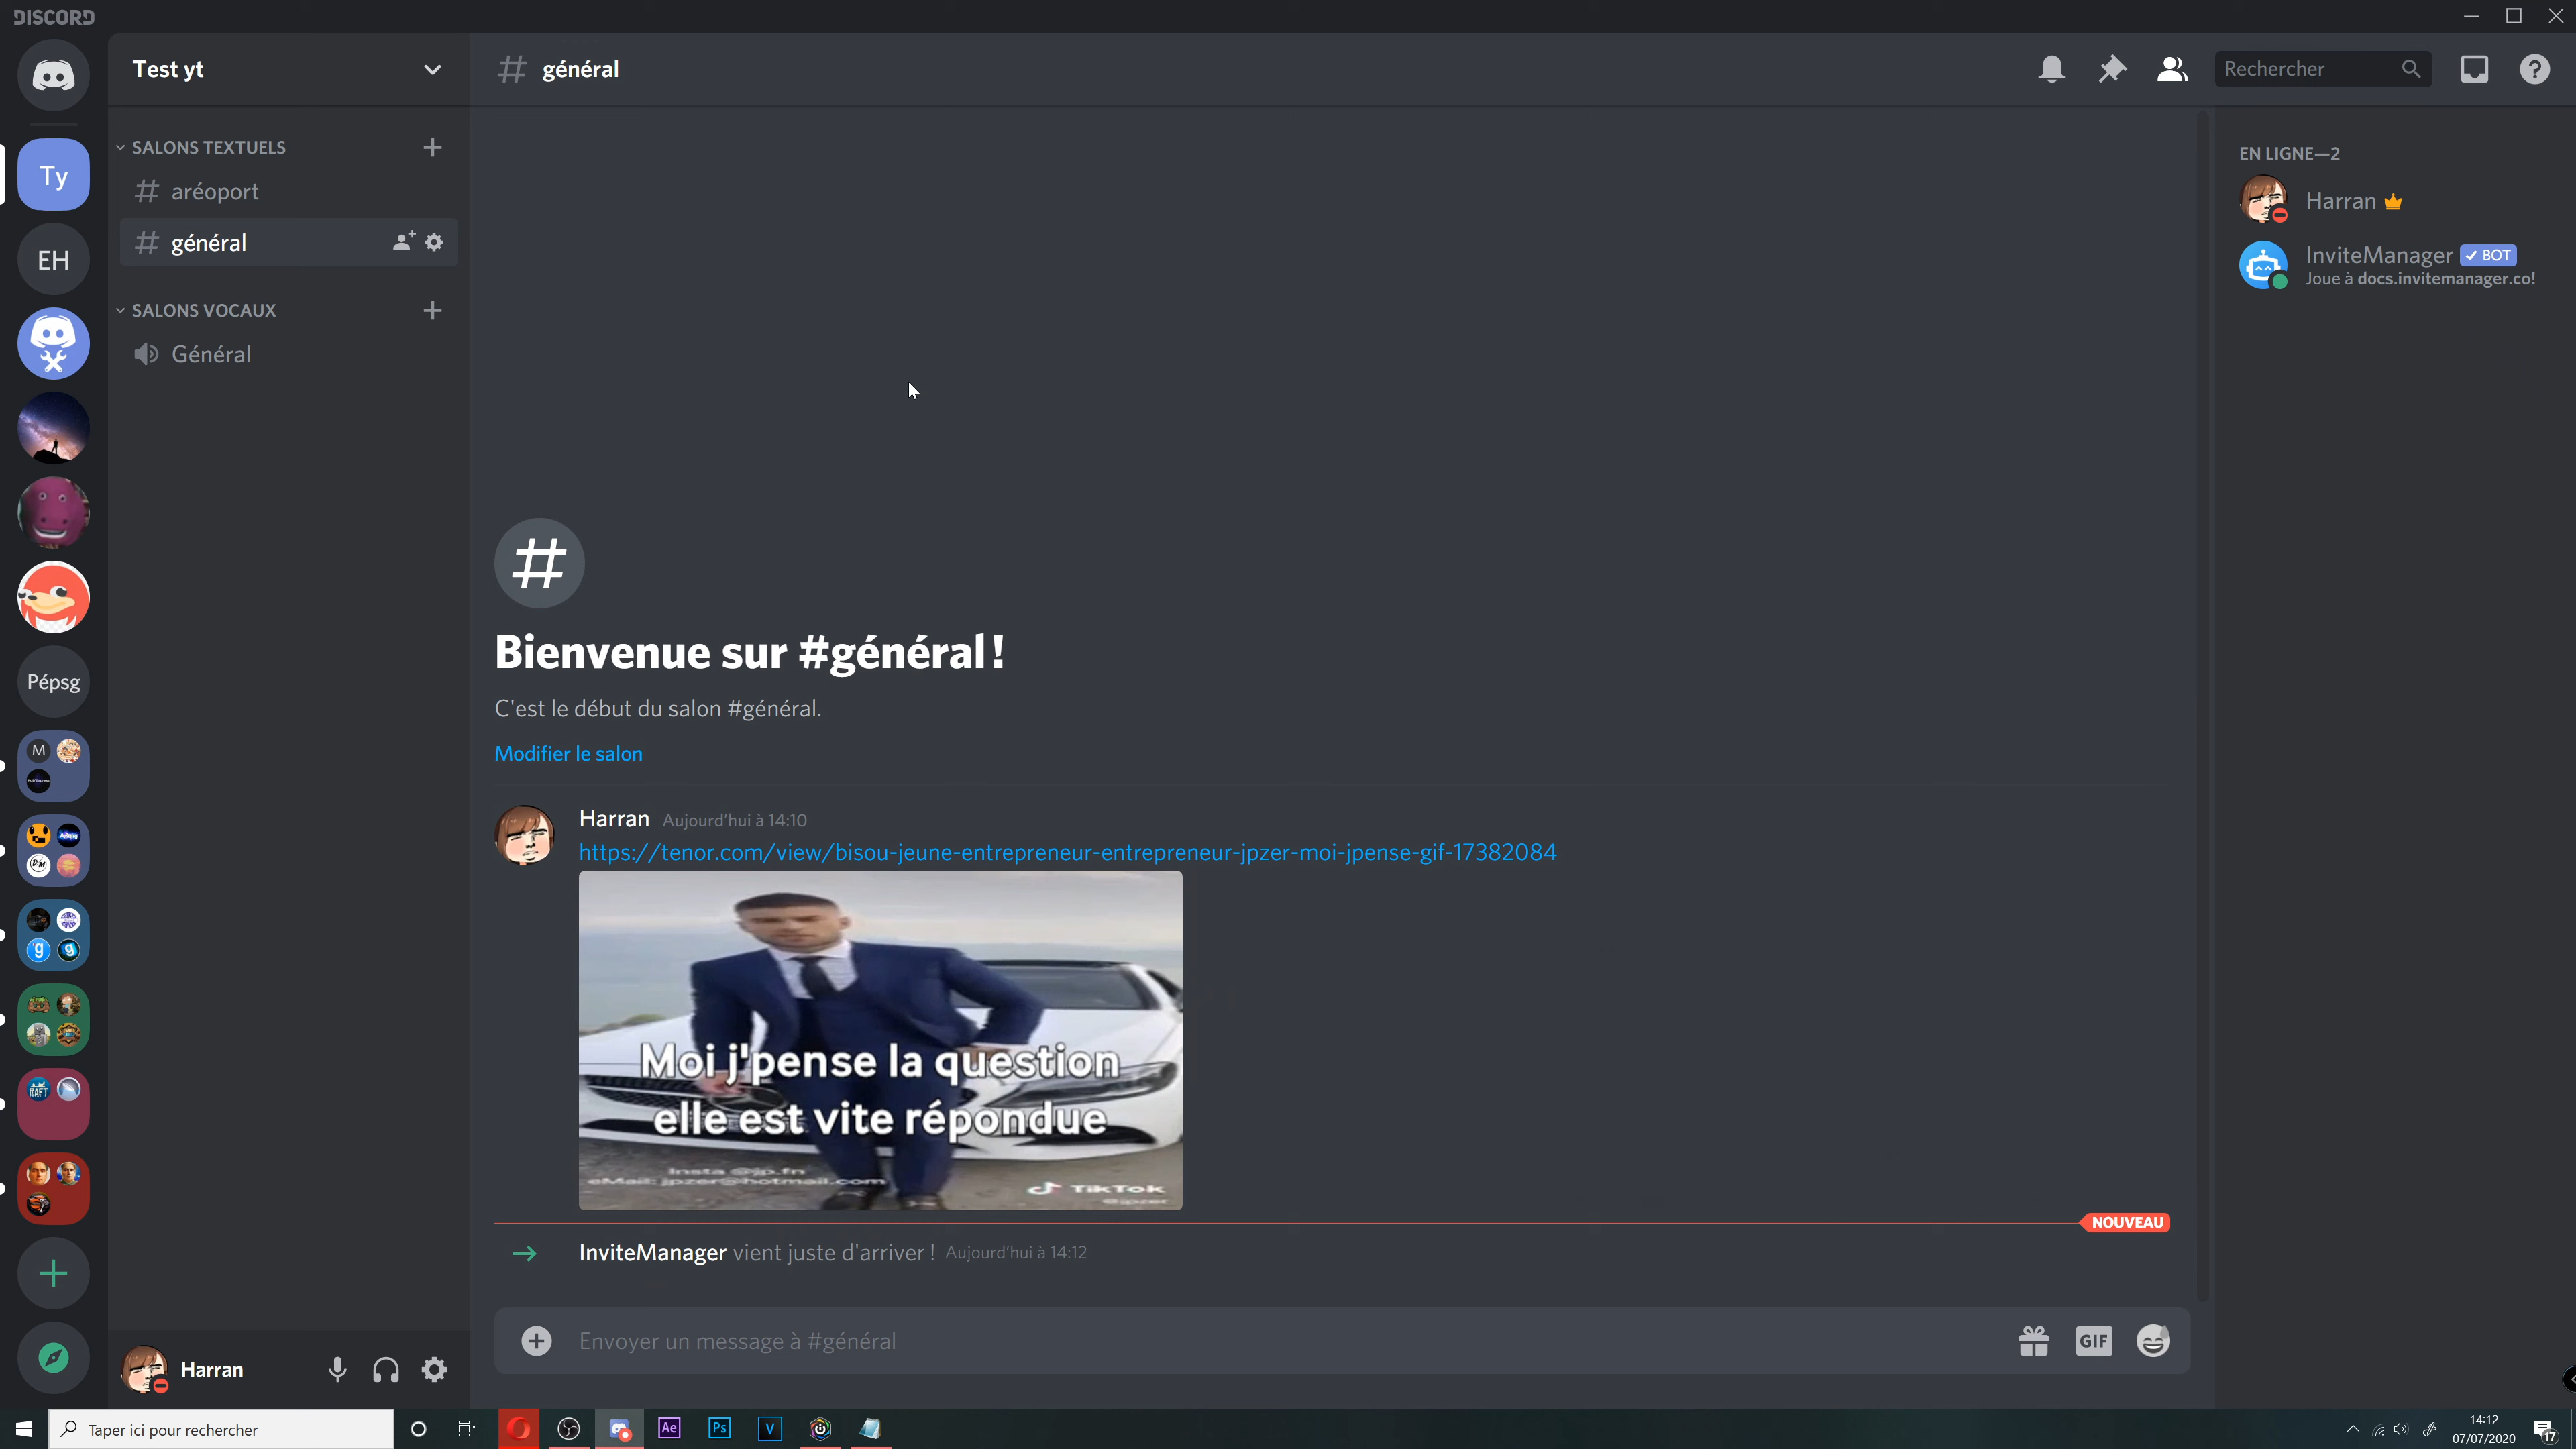 DISCORD
Test yt
général
Rechercher
SALONS TEXTUELS
aréoport
général
SALONS VOCAUX
Général
Ty
EH
Pépsg
M
EN LIGNE—2
Harran
InviteManager ✓ BOT
Joue à docs.invitemanager.co!
Bienvenue sur #général !
C'est le début du salon #général.
Modifier le salon
Harran Aujourd'hui à 14:10
https://tenor.com/view/bisou-jeune-entrepreneur-entrepreneur-jpzer-moi-jpense-gif-17382084
Moi j'pense la question
elle est vite répondue
Insta @jp.fn
eMail: jpzer@hotmail.com
TikTok
@jpzer
NOUVEAU
InviteManager vient juste d'arriver ! Aujourd'hui à 14:12
Envoyer un message à #général
GIF
Harran
Taper ici pour rechercher
Ae
Ps
V
14:12
07/07/2020
17